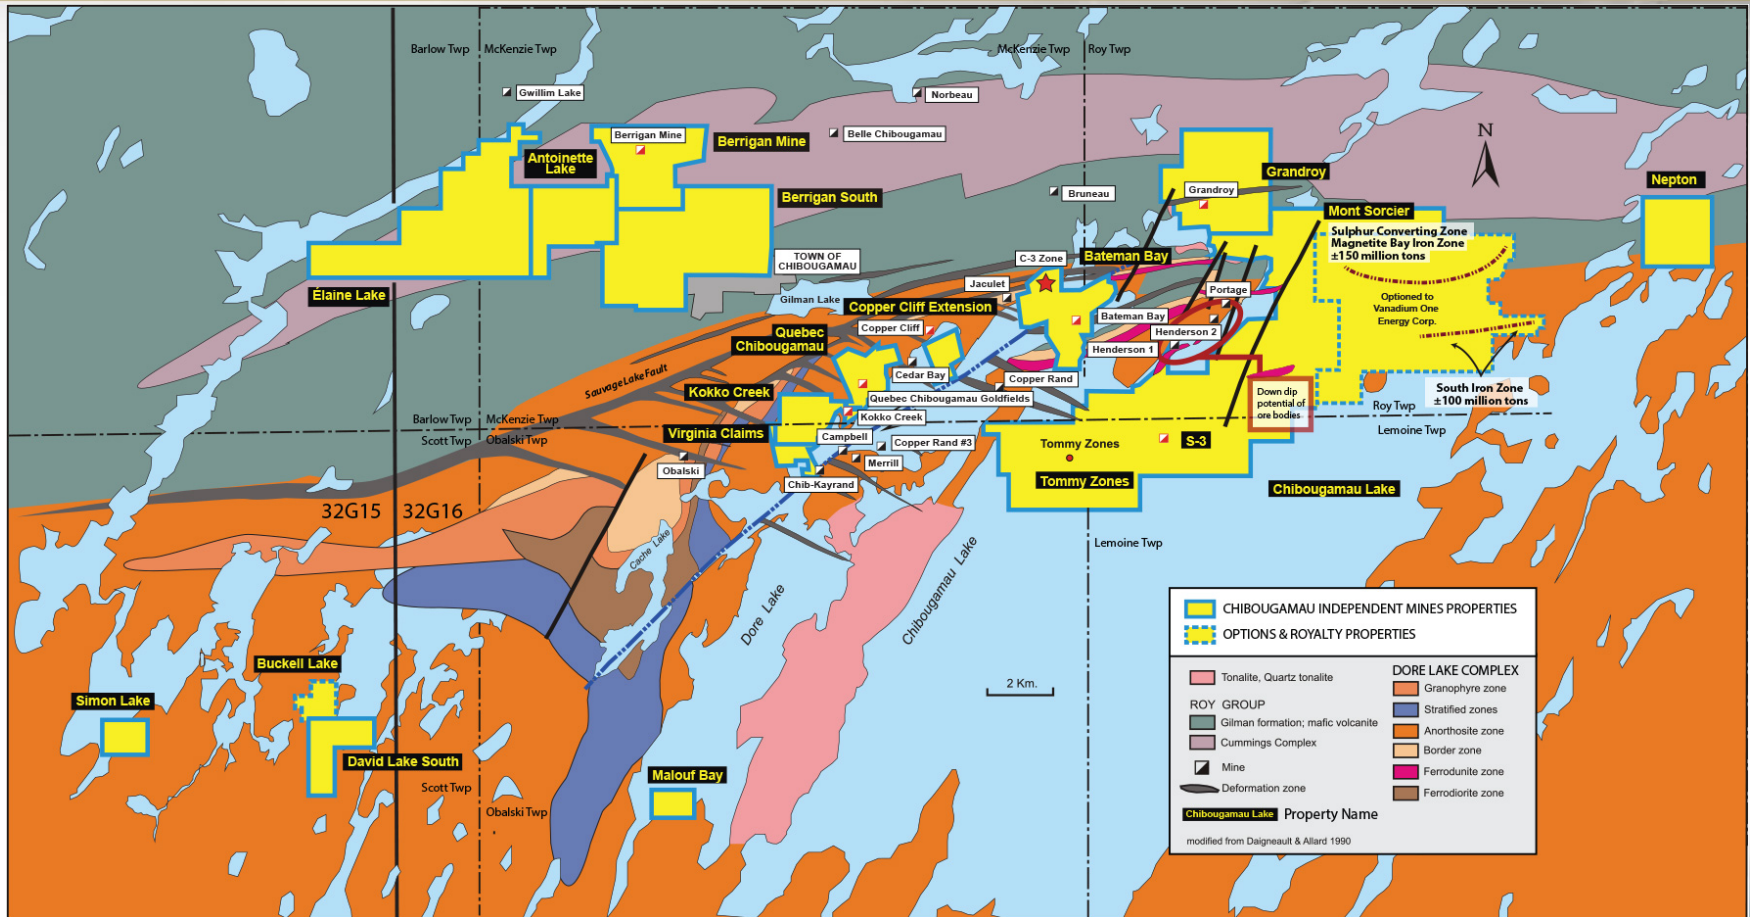 Barlow Twp
McKenzie Twp
McKenzie Twp
Roy Twp
Gwillim Lake
Norbeau
Berrigan Mine
Berrigan Mine
Belle Chibougamau
Antoinette
Lake
N
Grandroy
Nepton
Grandroy
Bruneau
Berrigan South
Mont Sorcier
Sulphur Converting Zone
Magnetite Bay Iron Zone
±150 million tons
TOWN OF
CHIBOUGAMAU
C-3 Zone
Bateman Bay
Élaine Lake
Gilman Lake
Jaculet
Portage
Optioned to
Vanadium One
Energy Corp.
Copper Cliff Extension
Bateman Bay
Copper Cliff
Henderson 2
Quebec
Chibougamau
Henderson 1
Sauvage Lake Fault
Cedar Bay
Copper Rand
South Iron Zone
±100 million tons
Kokko Creek
Quebec Chibougamau Goldfields
Down dip
potential of
ore bodies
Barlow Twp
McKenzie Twp
Kokko Creek
Roy Twp
Lemoine Twp
Scott Twp
Obalski Twp
Virginia Claims
Campbell
Copper Rand #3
Tommy Zones
S-3
Obalski
Merrill
Chib-Kayrand
Tommy Zones
Chibougamau Lake
32G15
32G16
Cache Lake
Lemoine Twp
Dore Lake
Chibougamau Lake
Buckell Lake
Simon Lake
David Lake South
Malouf Bay
Scott Twp
Obalski Twp
2 Km.
CHIBOUGAMAU INDEPENDENT MINES PROPERTIES
OPTIONS & ROYALTY PROPERTIES
Tonalite, Quartz tonalite
ROY GROUP
Gilman formation; mafic volcanite
Cummings Complex
Mine
Deformation zone
Chibougamau Lake
Property Name
modified from Daigneault & Allard 1990
DORE LAKE COMPLEX
Granophyre zone
Stratified zones
Anorthosite zone
Border zone
Ferrodunite zone
Ferrodiorite zone